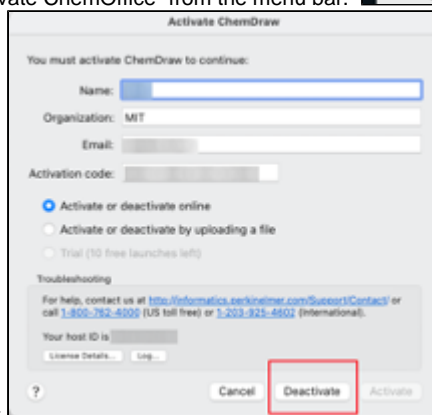 vate ChemOffice" from the menu bar.
Activate ChemDraw
You must activate ChemDraw to continue:
Name:
Organization: MIT
Email:
Activation code:
Activate or deactivate online
Activate or deactivate by uploading a file
Trial (10 free launches left)
Troubleshooting
For help, contact us at http://informatics.perkinelmer.com/Support/Contact/ or
call 1-800-762-4000 (US toll free) or 1-203-925-4602 (International).
Your host ID is
License Details... Log...
? Cancel Deactivate Activate